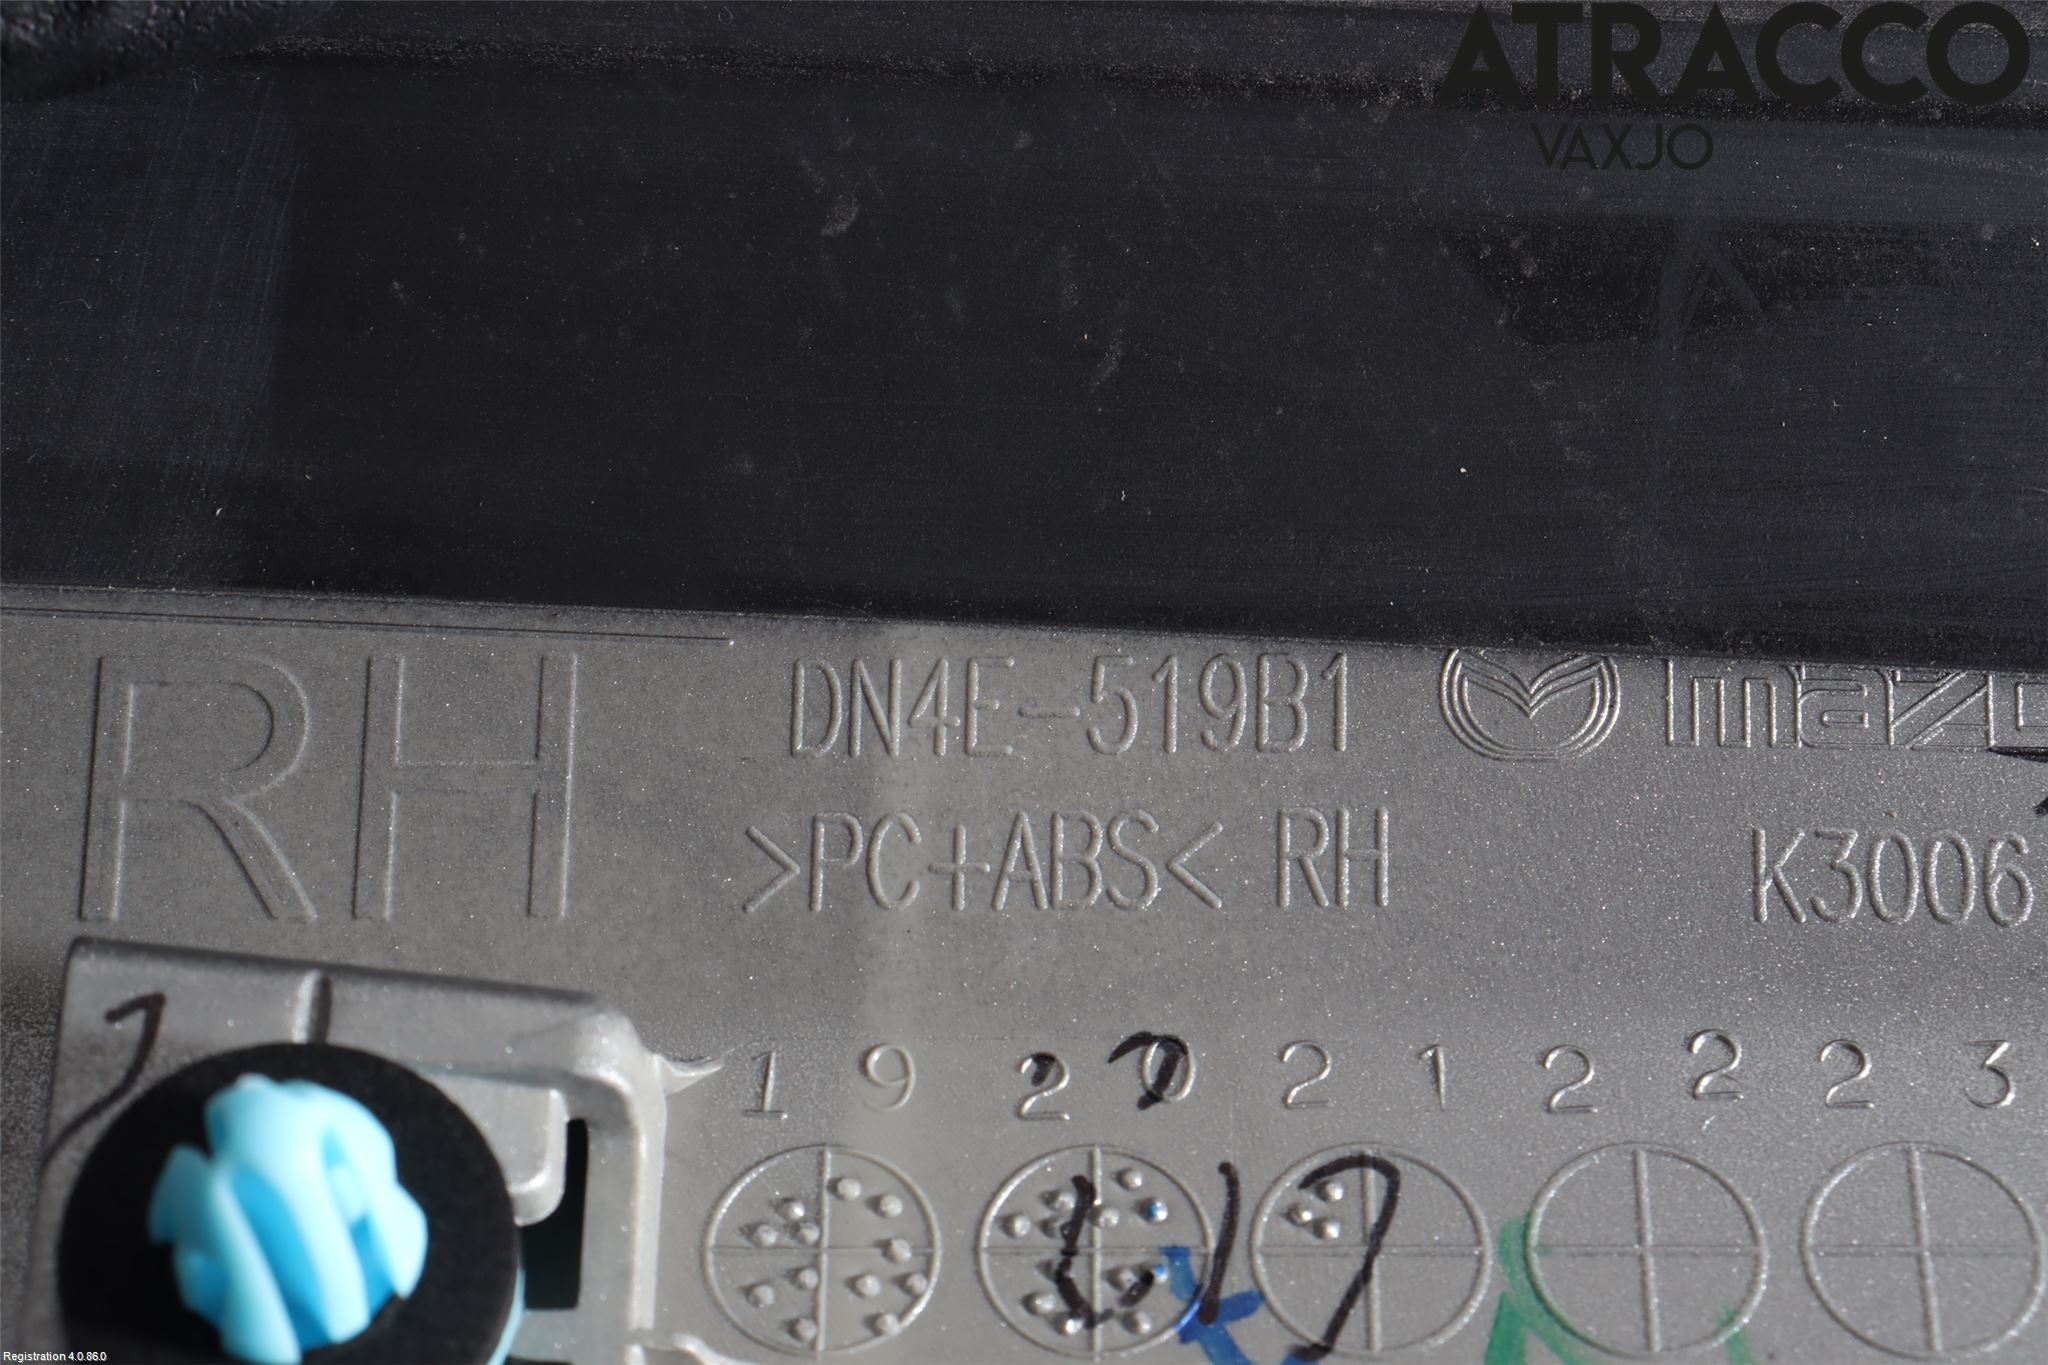 ATRACCO
VAXJO
RH
DN4E-519B1
>PC+ABS< RH
K3006
19 20 21 22 23
Registration 4.0.86.0